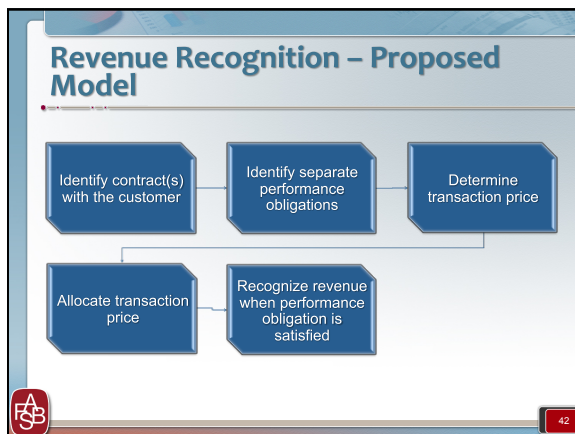 Revenue Recognition – Proposed
Model
Identify contract(s)
with the customer
Identify separate
performance
obligations
Determine
transaction price
Allocate transaction
price
Recognize revenue
when performance
obligation is
satisfied
FASB
42